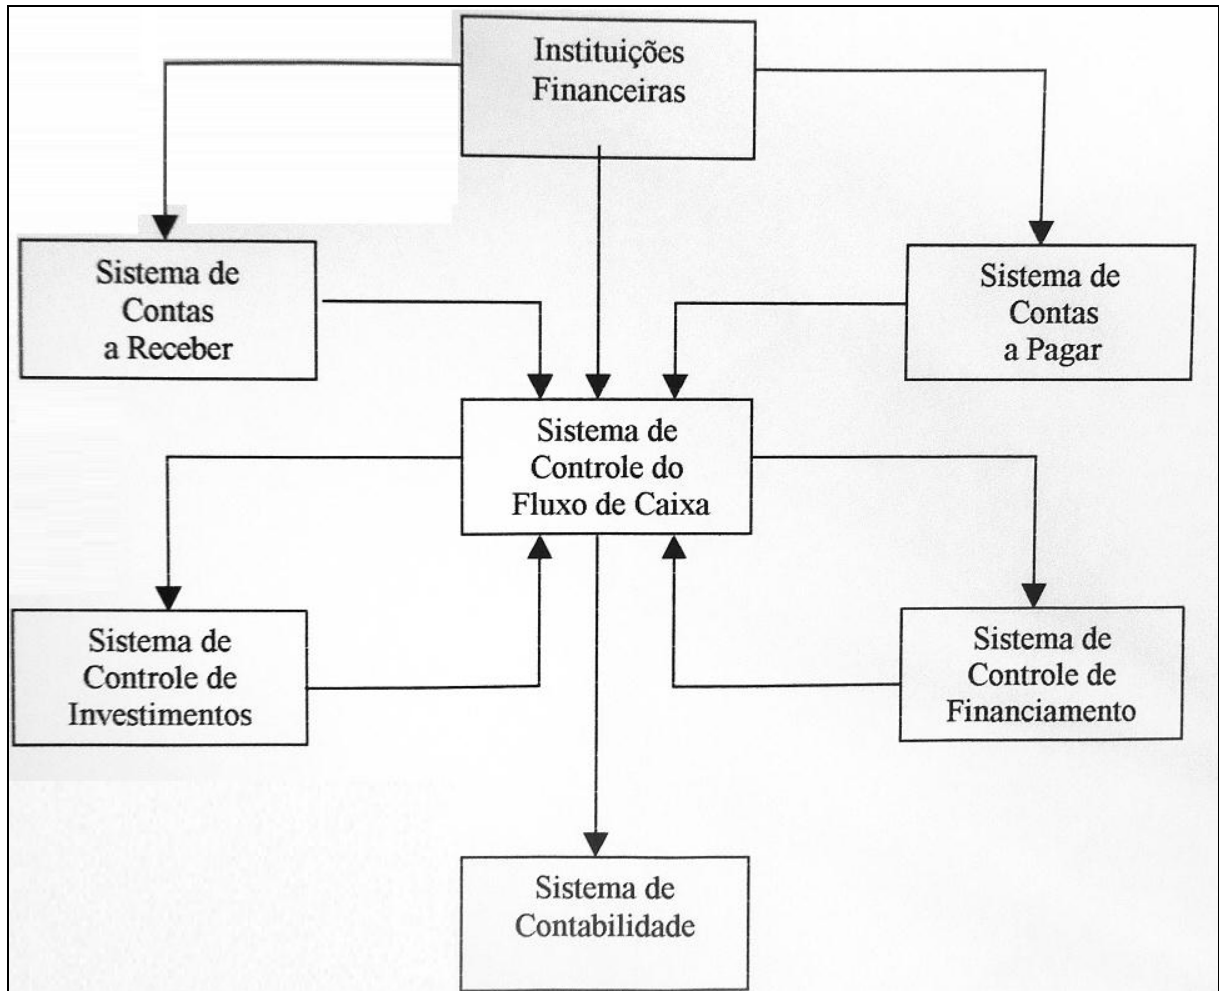 Instituições
Financeiras
Sistema de
Contas
a Receber
Sistema de
Contas
a Pagar
Sistema de
Controle do
Fluxo de Caixa
Sistema de
Controle de
Investimentos
Sistema de
Controle de
Financiamento
Sistema de
Contabilidade